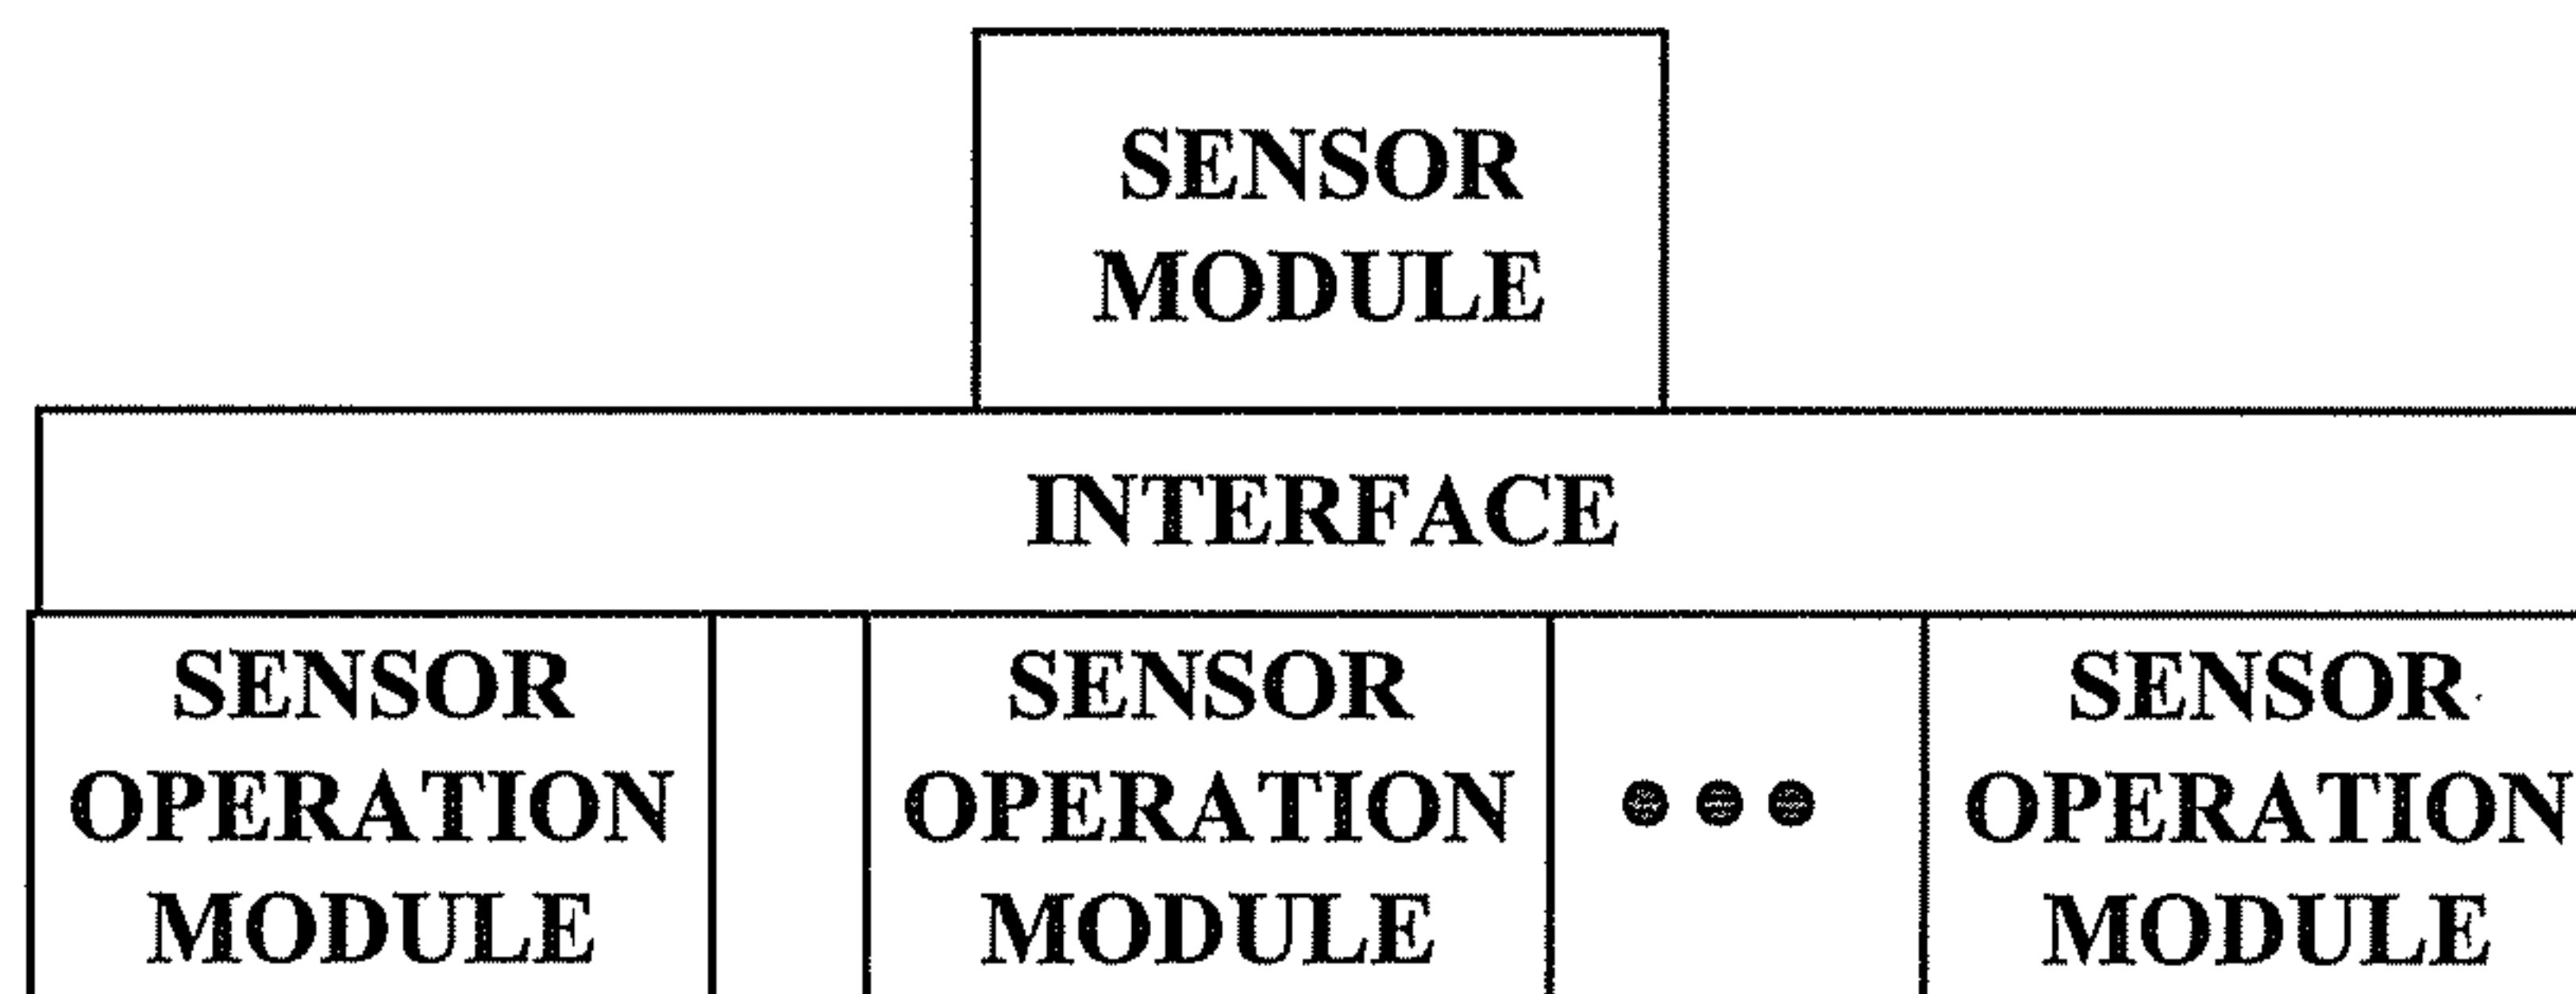 SENSOR
MODULE
INTERFACE
SENSOR
OPERATION
MODULE
SENSOR
OPERATION
MODULE
SENSOR
OPERATION
MODULE